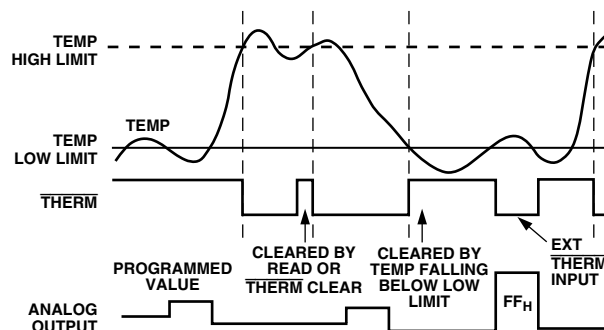 TEMP
HIGH LIMIT
TEMP
TEMP
LOW LIMIT
THERM
CLEARED BY
READ OR
THERM CLEAR
CLEARED BY
TEMP FALLING
BELOW LOW
LIMIT
EXT
THERM
INPUT
PROGRAMMED
VALUE
ANALOG
OUTPUT
FFH